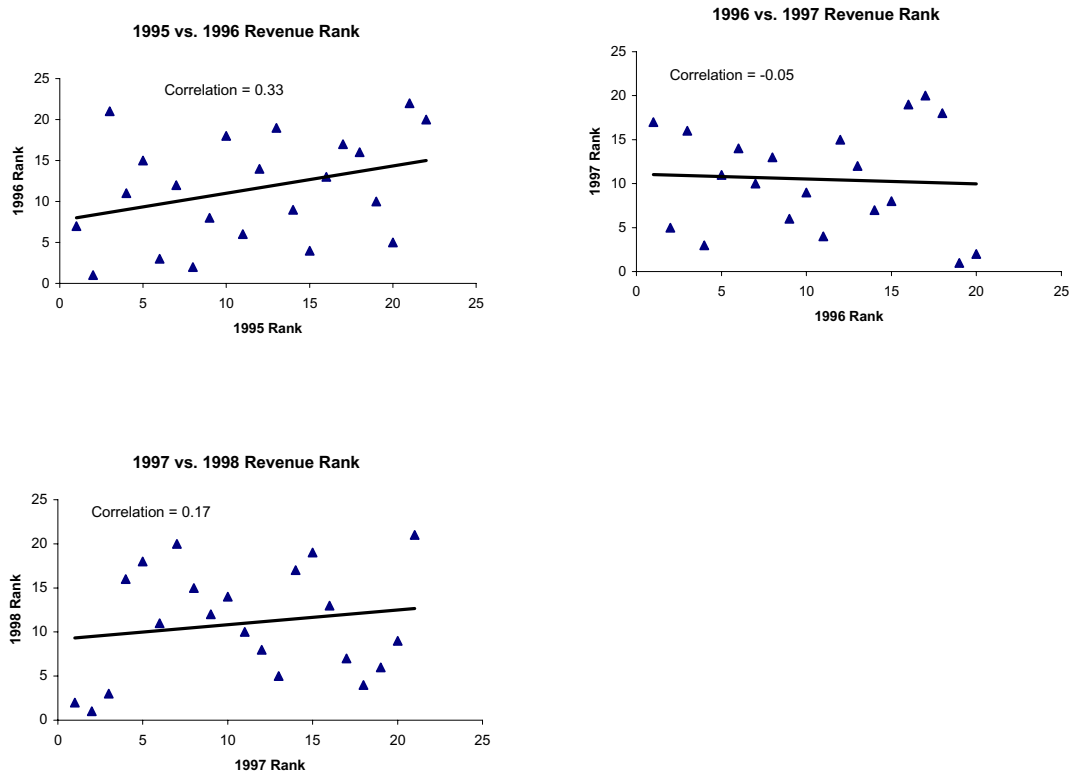 1995 vs. 1996 Revenue Rank
Correlation = 0.33
25
20
15
10
5
0
1996 Rank
0 5 10 15 20 25
1995 Rank
1996 vs. 1997 Revenue Rank
Correlation = -0.05
25
20
15
10
5
0
1997 Rank
0 5 10 15 20 25
1996 Rank
1997 vs. 1998 Revenue Rank
Correlation = 0.17
25
20
15
10
5
0
1998 Rank
0 5 10 15 20 25
1997 Rank